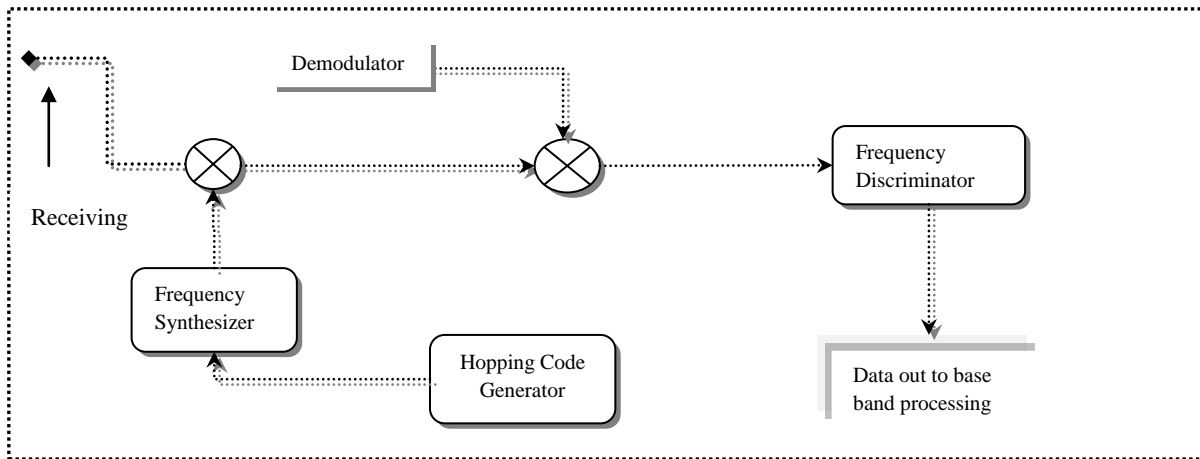 Demodulator
Frequency
Discriminator
Receiving
Frequency
Synthesizer
Hopping Code
Generator
Data out to base
band processing